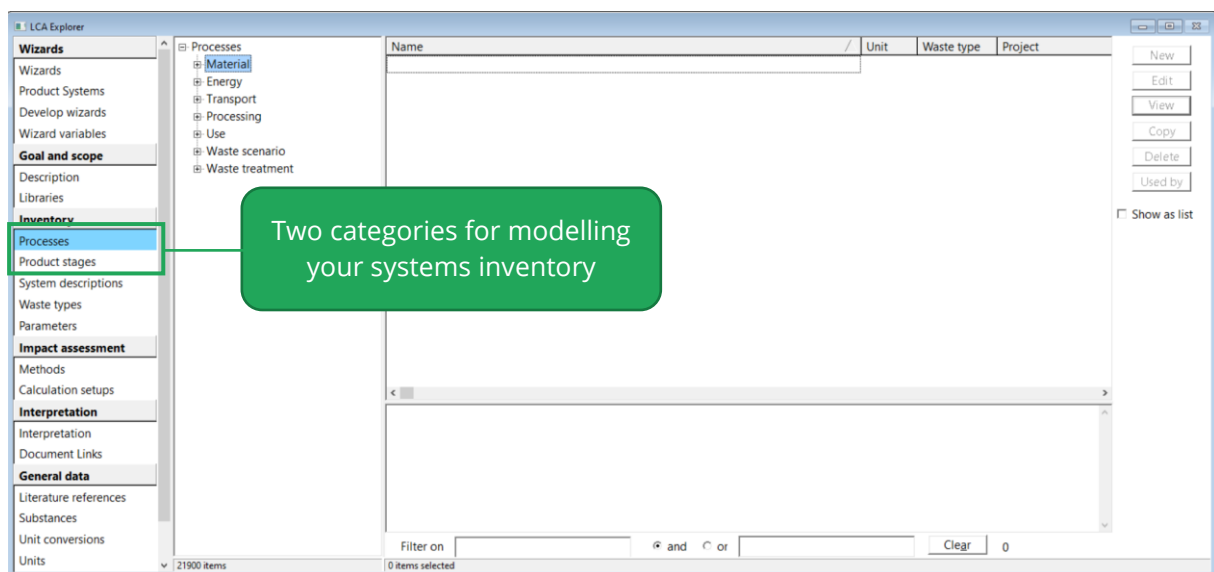 LCA Explorer
Wizards
Wizards
Product Systems
Develop wizards
Wizard variables
Goal and scope
Description
Libraries
Inventory
Processes
Product stages
System descriptions
Waste types
Parameters
Impact assessment
Methods
Calculation setups
Interpretation
Interpretation
Document Links
General data
Literature references
Substances
Unit conversions
Units
Processes
Material
Energy
Transport
Processing
Use
Waste scenario
Waste treatment
21900 items
Name / Unit Waste type Project
Two categories for modelling
your systems inventory
Filter on and or Clear 0
0 items selected
New
Edit
View
Copy
Delete
Used by
Show as list